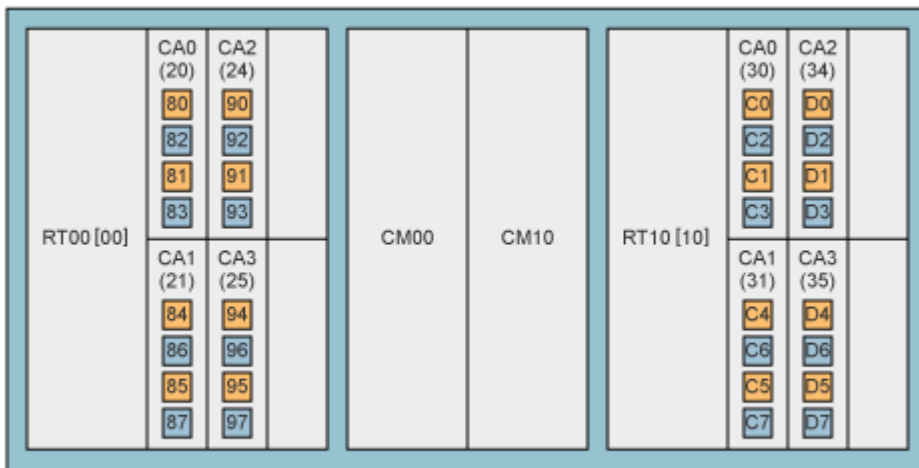 CA0 CA2
(20) (24)
80 90
82 92
81 91
83 93
RT00 [00]
CA1 CA3
(21) (25)
84 94
86 96
85 95
87 97
CM00 CM10
CA0 CA2
(30) (34)
C0 D0
C2 D2
C1 D1
C3 D3
RT10 [10]
CA1 CA3
(31) (35)
C4 D4
C6 D6
C5 D5
C7 D7